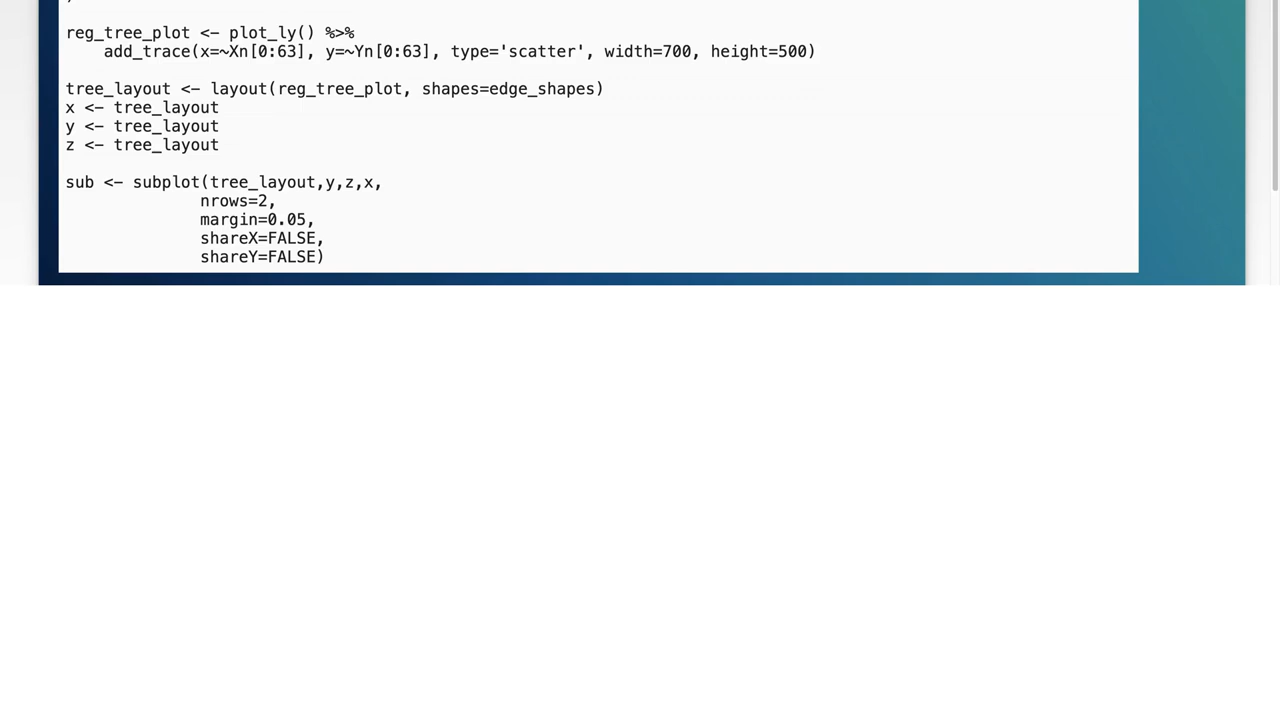 reg_tree_plot <- plot_ly() %>%
    add_trace(x=~Xn[0:63], y=~Yn[0:63], type='scatter', width=700, height=500)
tree_layout <- layout(reg_tree_plot, shapes=edge_shapes)
x <- tree_layout
y <- tree_layout
z <- tree_layout
sub <- subplot(tree_layout,y,z,x,
              nrows=2,
              margin=0.05,
              shareX=FALSE,
              shareY=FALSE)